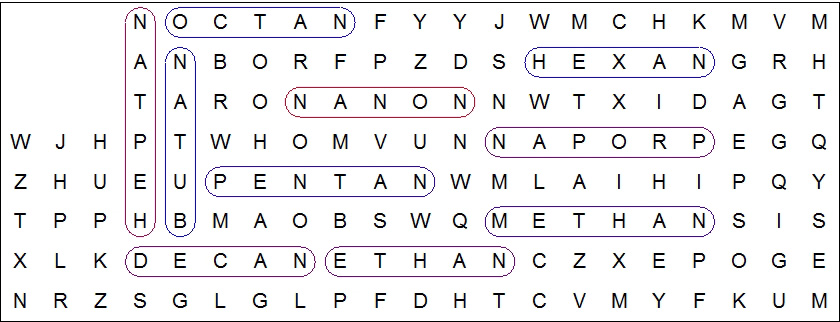 N O C T A N F Y Y J W M C H K M V M
A N B O R F P Z D S H E X A N G R H
T A R O N A N O N N W T X I D A G T
W J H P T W H O M V U N N A P O R P E G Q
Z H U E U P E N T A N W M L A I H I P Q Y
T P P H B M A O B S W Q M E T H A N S I S
X L K D E C A N E T H A N C Z X E P O G E
N R Z S G L G L P F D H T C V M Y F K U M